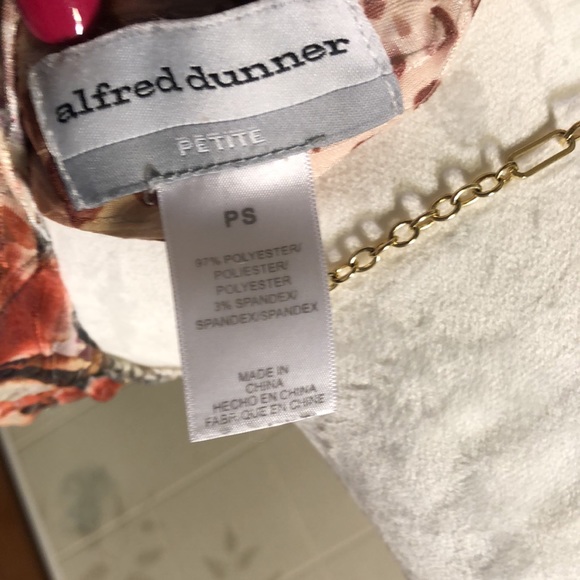 alfred dunner
PETITE
PS
97% POLYESTER/
POLIESTER/
POLYESTER
3% SPANDEX/
SPANDEX/SPANDEX
MADE IN
CHINA
HECHO EN CHINA
FABRIQUE EN CHINE